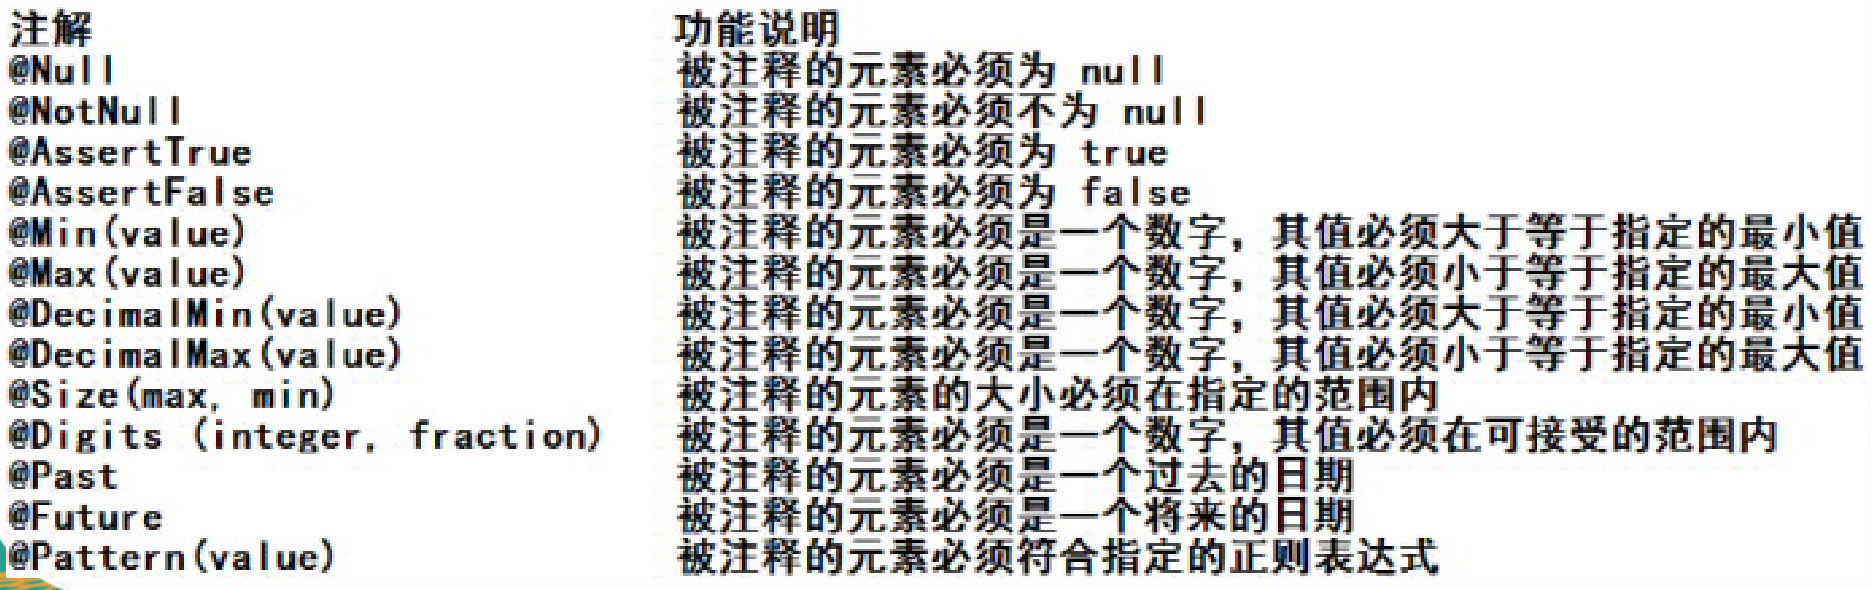 注解 功能说明
@Null 被注释的元素必须为 null
@NotNull 被注释的元素必须不为 null
@AssertTrue 被注释的元素必须为 true
@AssertFalse 被注释的元素必须为 false
@Min(value) 被注释的元素必须是一个数字，其值必须大于等于指定的最小值
@Max(value) 被注释的元素必须是一个数字，其值必须小于等于指定的最大值
@DecimalMin(value) 被注释的元素必须是一个数字，其值必须大于等于指定的最小值
@DecimalMax(value) 被注释的元素必须是一个数字，其值必须小于等于指定的最大值
@Size(max, min) 被注释的元素的大小必须在指定的范围内
@Digits (integer, fraction) 被注释的元素必须是一个数字，其值必须在可接受的范围内
@Past 被注释的元素必须是一个过去的日期
@Future 被注释的元素必须是一个将来的日期
@Pattern(value) 被注释的元素必须符合指定的正则表达式